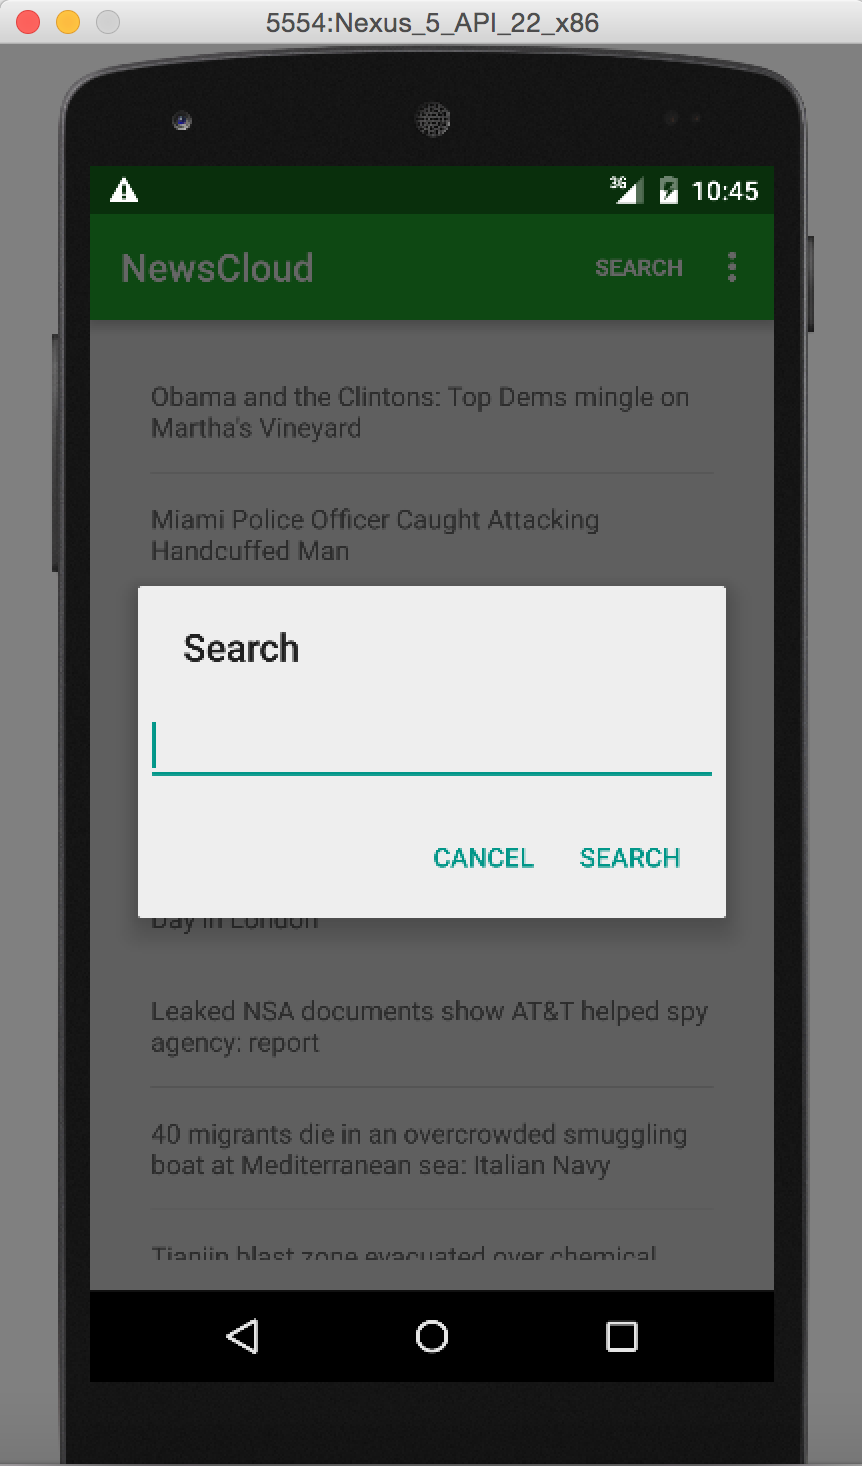 5554:Nexus_5_API_22_x86
3G 10:45
NewsCloud SEARCH
Obama and the Clintons: Top Dems mingle on
Martha's Vineyard
Miami Police Officer Caught Attacking
Handcuffed Man
Search
CANCEL SEARCH
Day in London
Leaked NSA documents show AT&T helped spy
agency: report
40 migrants die in an overcrowded smuggling
boat at Mediterranean sea: Italian Navy
Tianjin blast zone evacuated over chemical